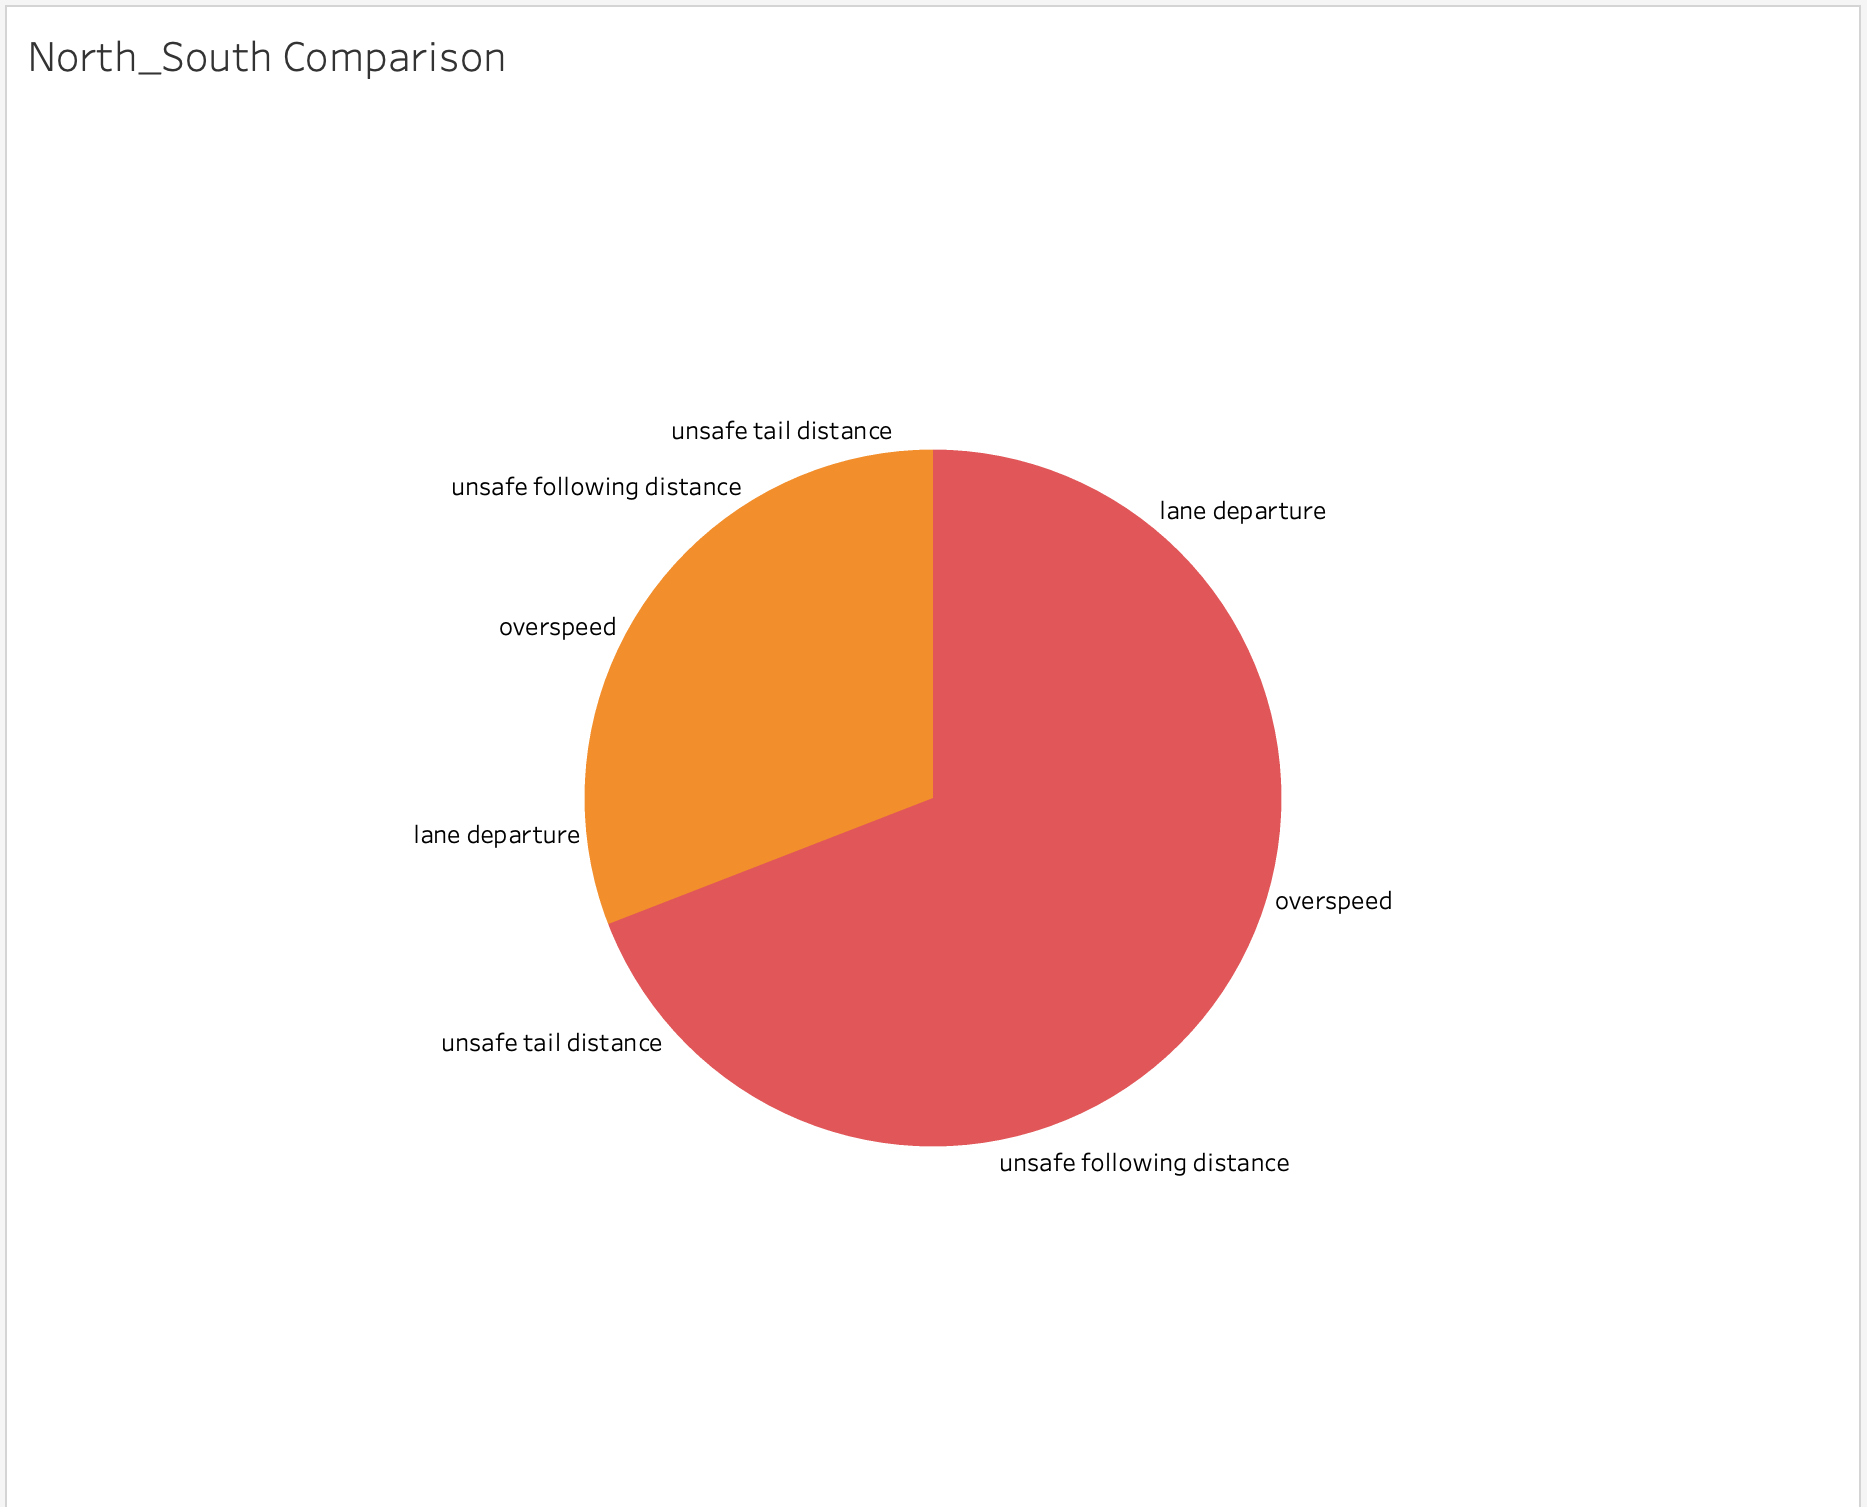 North_South Comparison
unsafe tail distance
unsafe following distance
lane departure
overspeed
lane departure
overspeed
unsafe tail distance
unsafe following distance